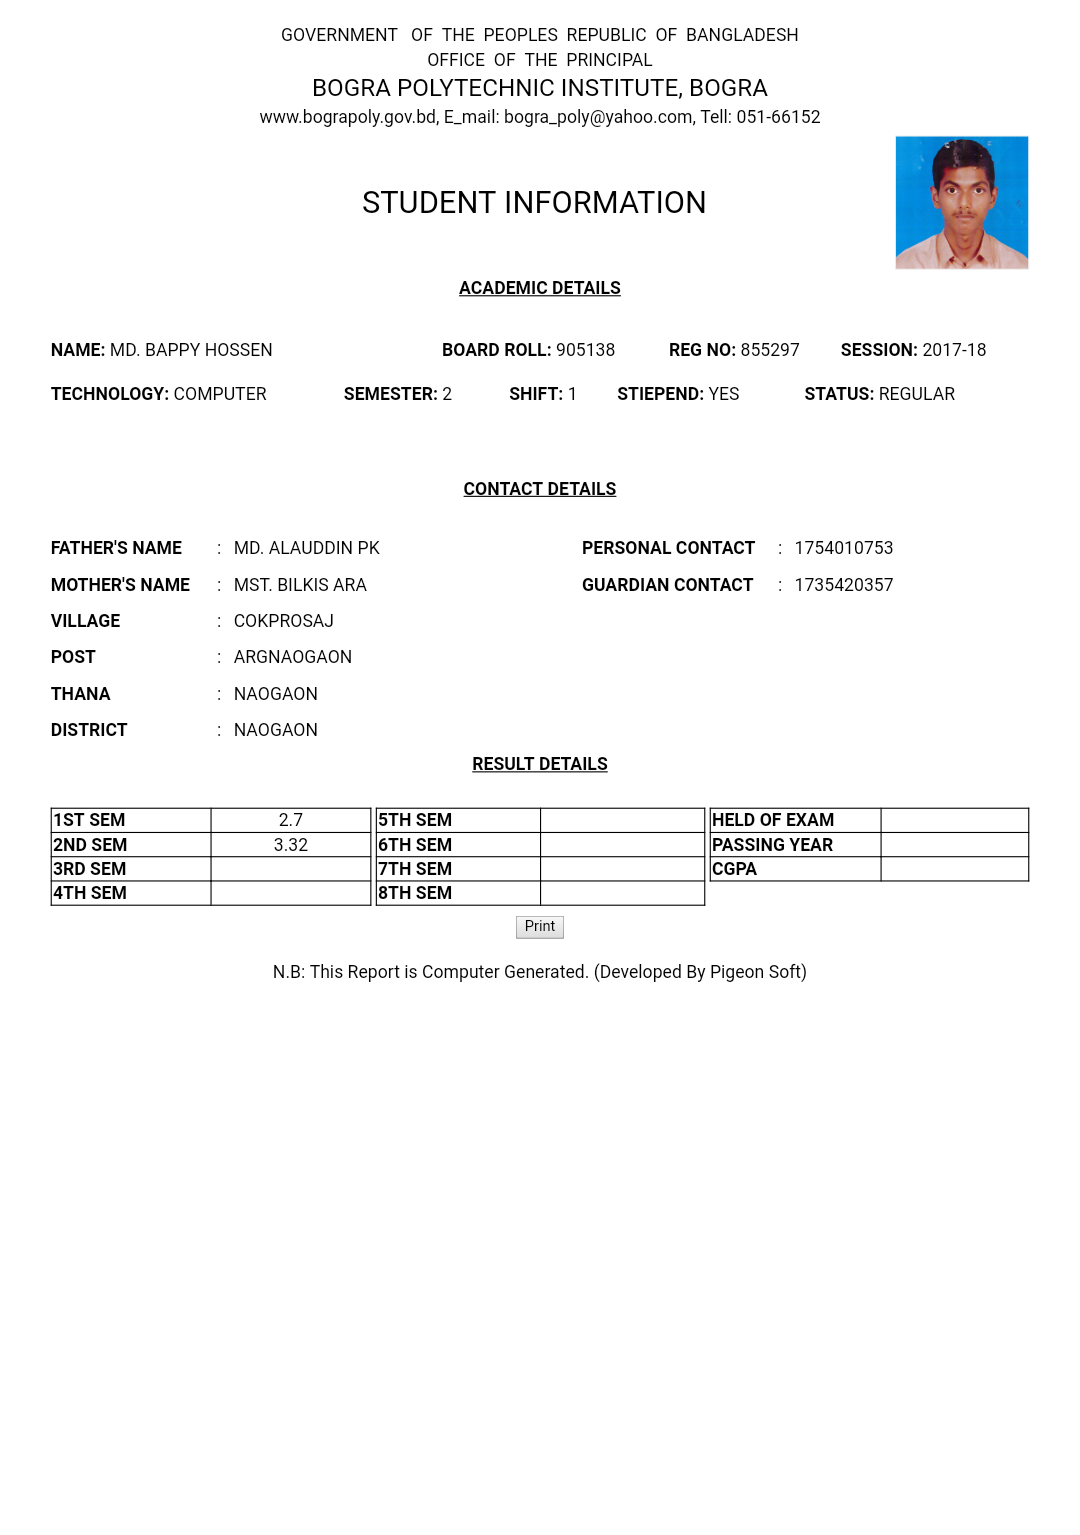 GOVERNMENT OF THE PEOPLES REPUBLIC OF BANGLADESH
OFFICE OF THE PRINCIPAL
BOGRA POLYTECHNIC INSTITUTE, BOGRA
www.bograpoly.gov.bd, E_mail: bogra_poly@yahoo.com, Tell: 051-66152
STUDENT INFORMATION
ACADEMIC DETAILS
NAME: MD. BAPPY HOSSEN BOARD ROLL: 905138 REG NO: 855297 SESSION: 2017-18
TECHNOLOGY: COMPUTER SEMESTER: 2 SHIFT: 1 STIEPEND: YES STATUS: REGULAR
CONTACT DETAILS
FATHER'S NAME : MD. ALAUDDIN PK PERSONAL CONTACT : 1754010753
MOTHER'S NAME : MST. BILKIS ARA GUARDIAN CONTACT : 1735420357
VILLAGE : COKPROSAJ
POST : ARGNAOGAON
THANA : NAOGAON
DISTRICT : NAOGAON
RESULT DETAILS
1ST SEM 2.7 5TH SEM HELD OF EXAM
2ND SEM 3.32 6TH SEM PASSING YEAR
3RD SEM 7TH SEM CGPA
4TH SEM 8TH SEM
Print
N.B: This Report is Computer Generated. (Developed By Pigeon Soft)